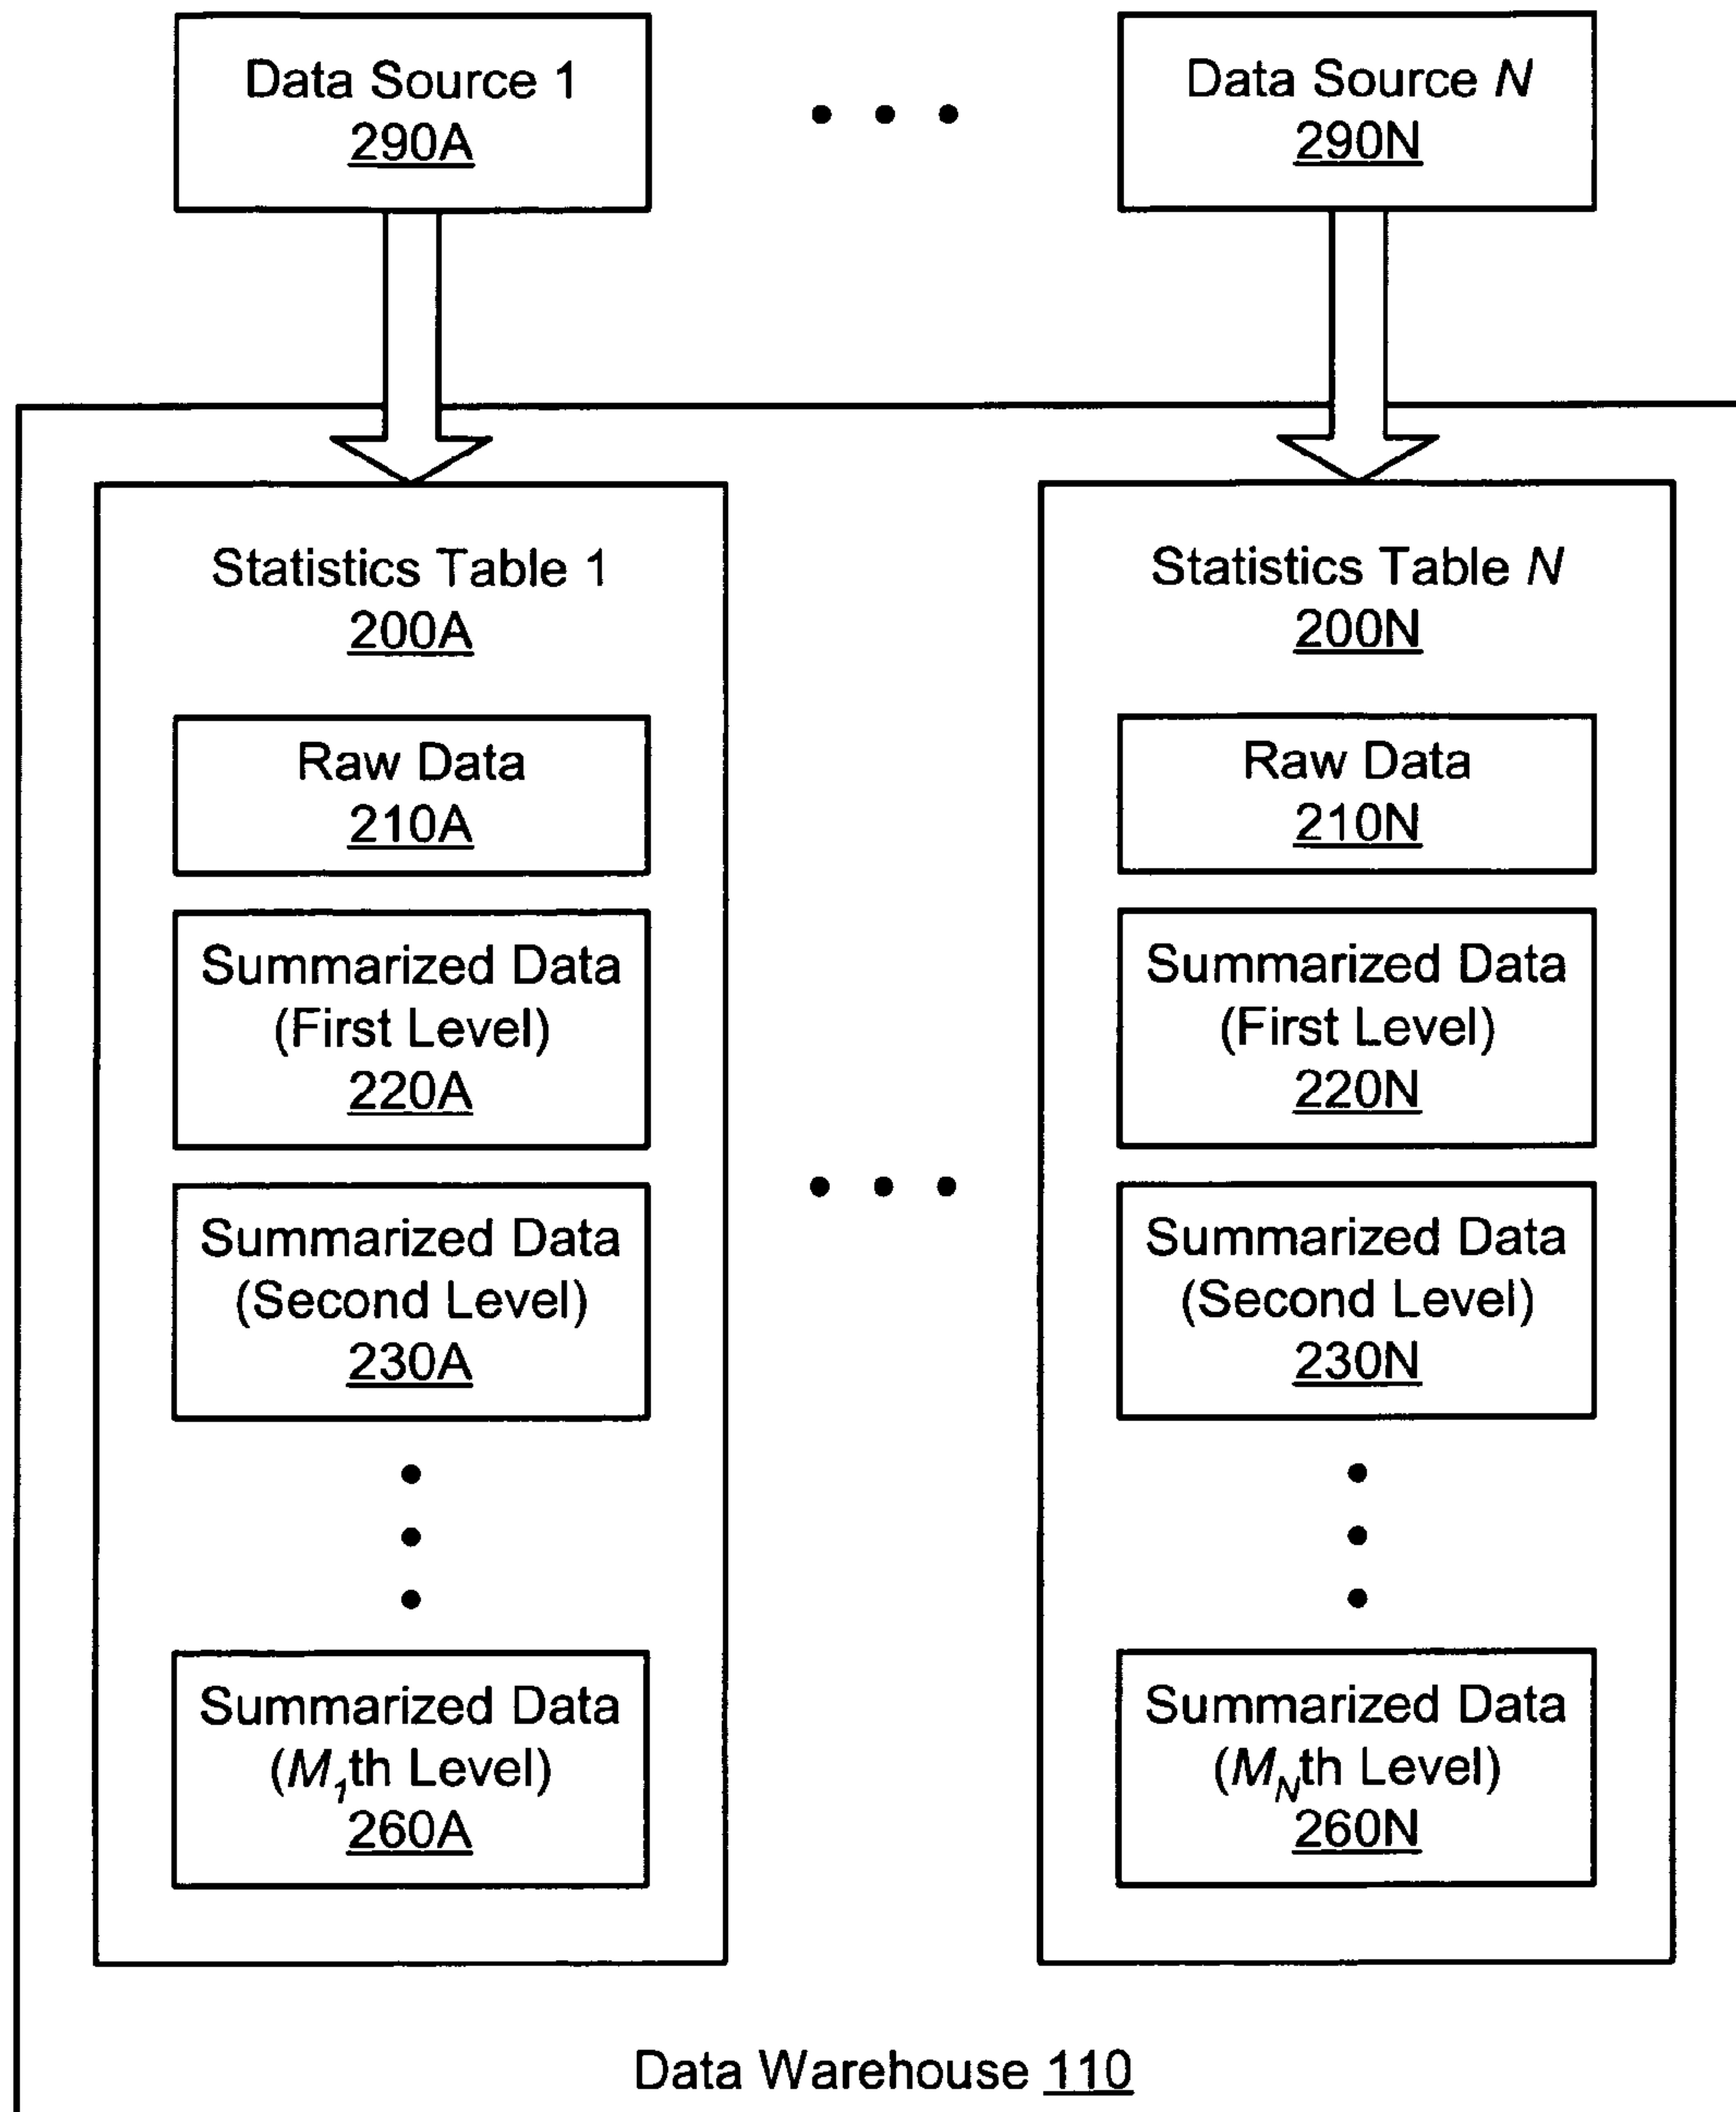 Data Source 1
290A
Data Source N
290N
Statistics Table 1
200A
Raw Data
210A
Summarized Data
(First Level)
220A
Summarized Data
(Second Level)
230A
Summarized Data
(M1th Level)
260A
Statistics Table N
200N
Raw Data
210N
Summarized Data
(First Level)
220N
Summarized Data
(Second Level)
230N
Summarized Data
(MNth Level)
260N
Data Warehouse 110